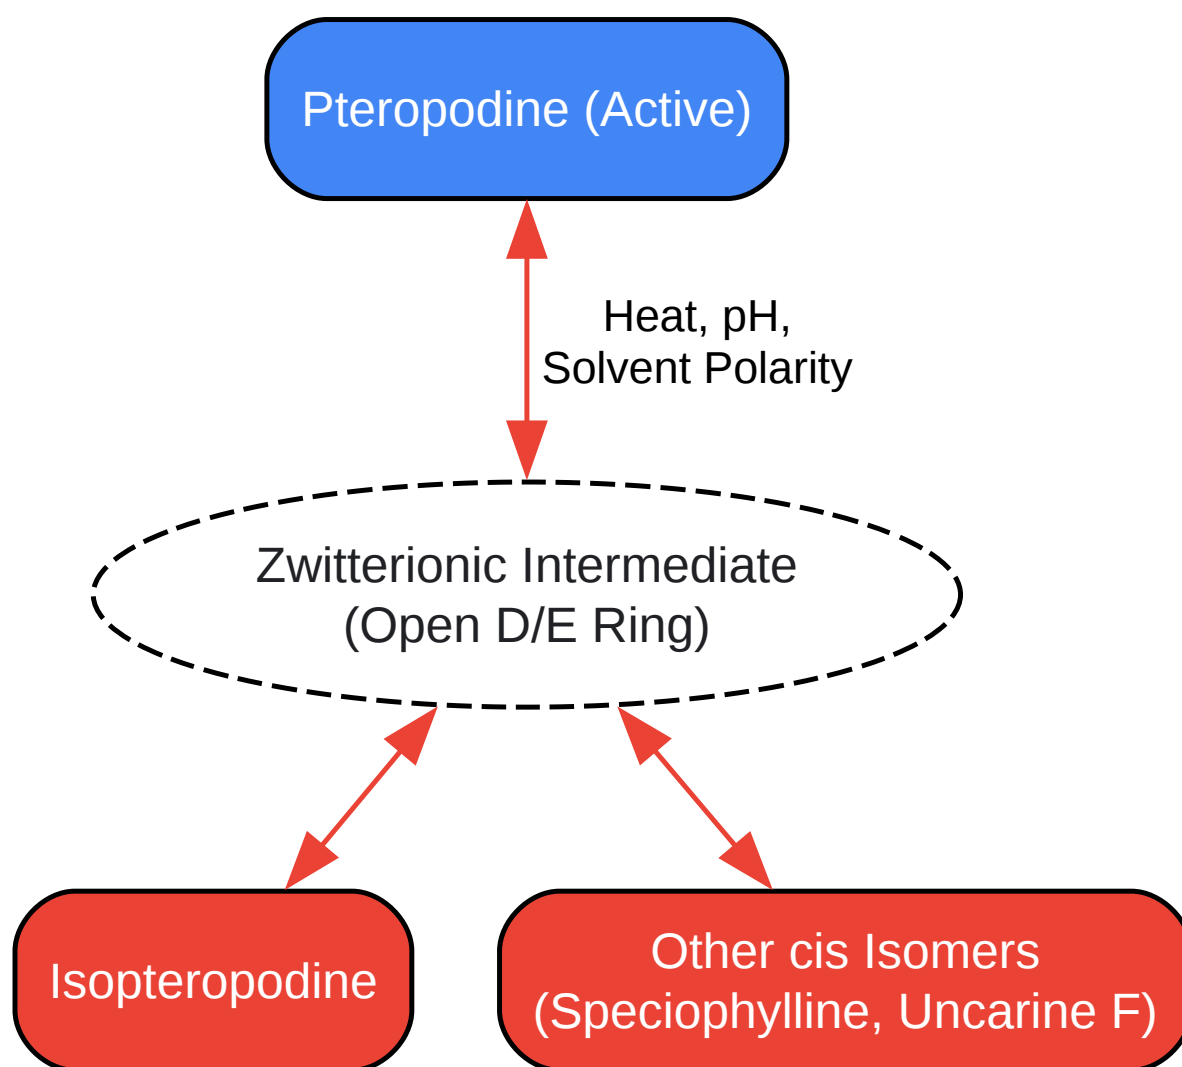 Pteropodine (Active)
Heat, pH,
Solvent Polarity
Zwitterionic Intermediate
(Open D/E Ring)
Isopteropodine
Other cis Isomers
(Speciophylline, Uncarine F)